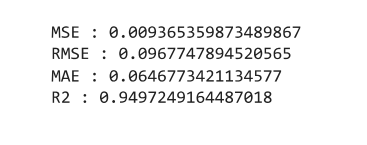 MSE : 0.009365359873489867
RMSE : 0.0967747894520565
MAE : 0.0646773421134577
R2 : 0.9497249164487018